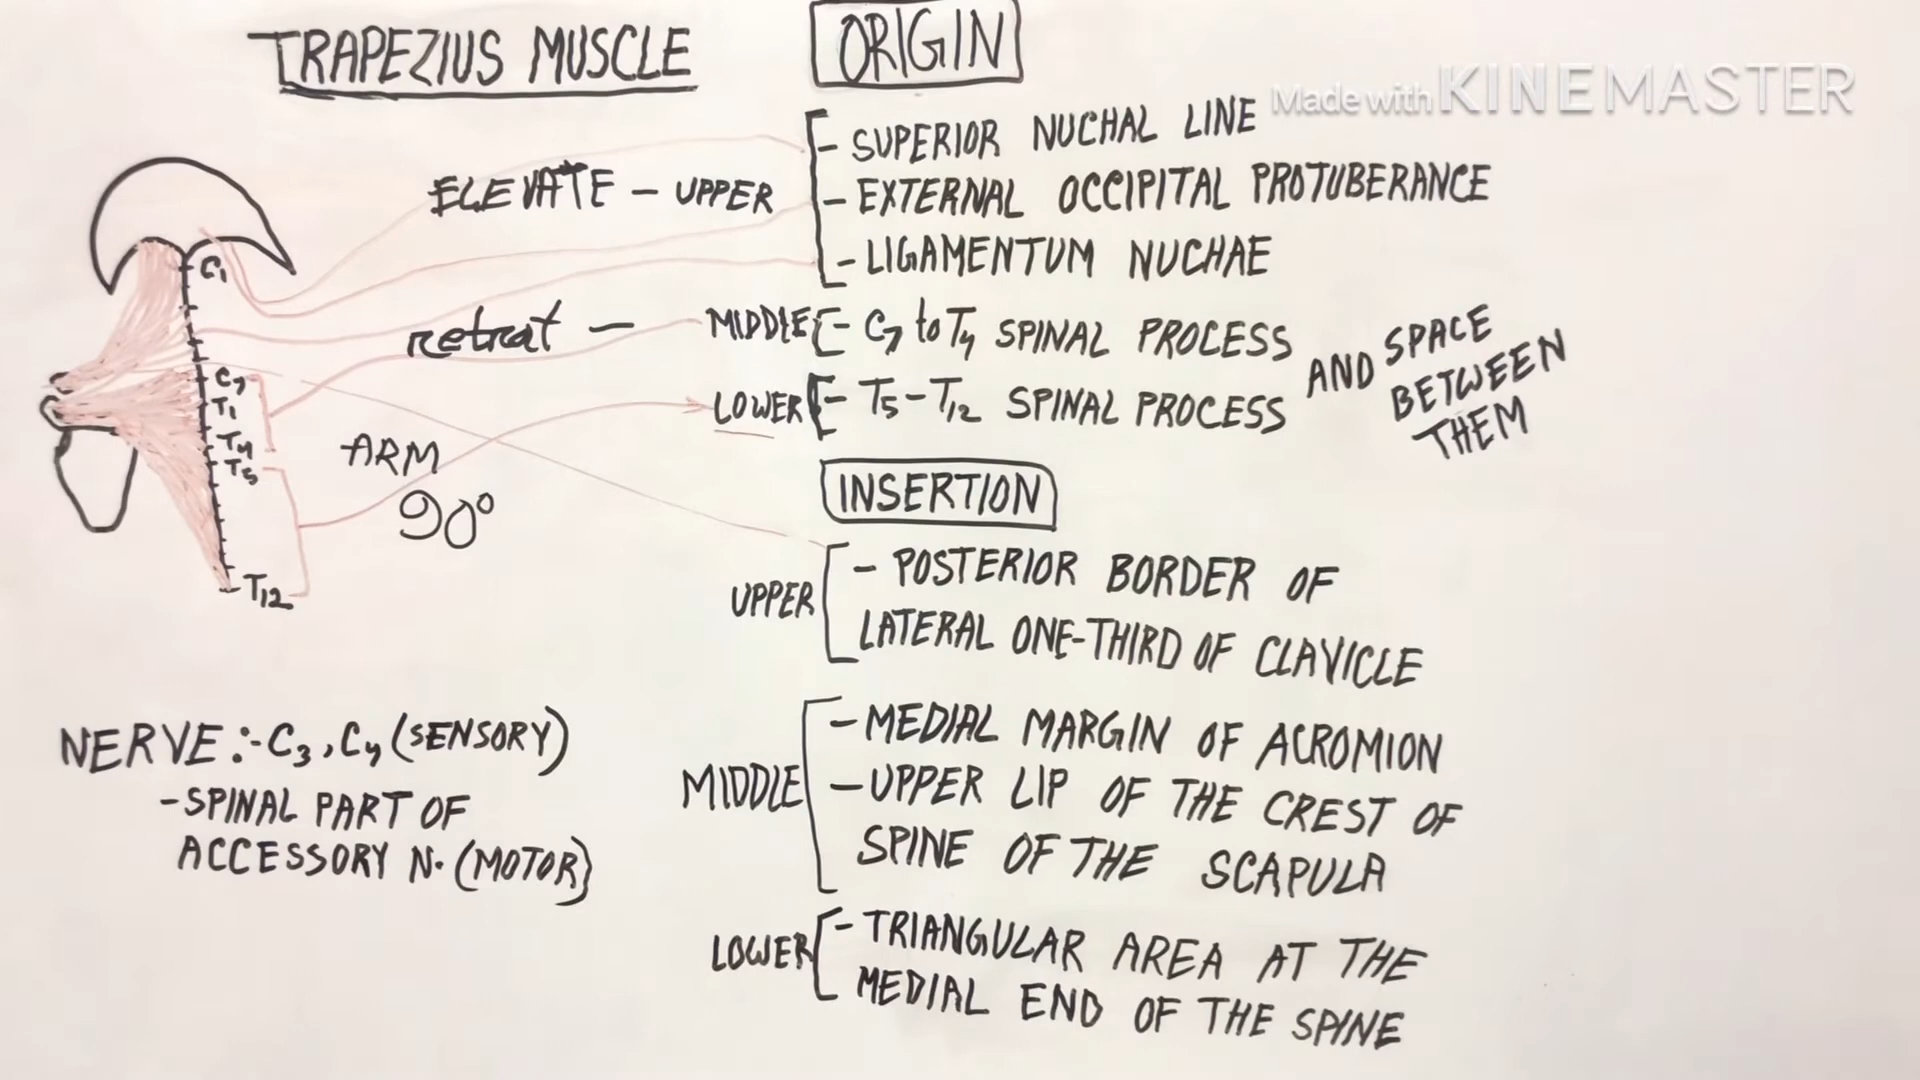 TRAPEZIUS MUSCLE
ORIGIN
Made with KINEMASTER
ELEVATE - UPPER
- SUPERIOR NUCHAL LINE
- EXTERNAL OCCIPITAL PROTUBERANCE
- LIGAMENTUM NUCHAE
retrat - MIDDLE - C7 to T4 SPINAL PROCESS
LOWER - T5-T12 SPINAL PROCESS
AND SPACE
BETWEEN
THEM
C1
C7
T1
T4
T5
T12
ARM
90°
INSERTION
UPPER
- POSTERIOR BORDER OF
LATERAL ONE-THIRD OF CLAVICLE
MIDDLE
- MEDIAL MARGIN OF ACROMION
- UPPER LIP OF THE CREST OF
SPINE OF THE SCAPULA
LOWER
- TRIANGULAR AREA AT THE
MEDIAL END OF THE SPINE
NERVE :- C3, C4 (SENSORY)
- SPINAL PART OF
ACCESSORY N. (MOTOR)